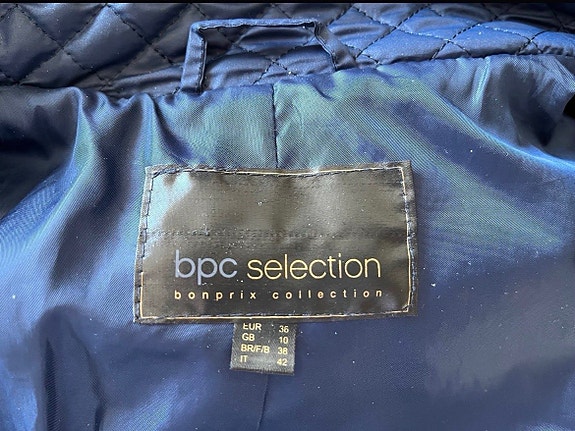 bpc selection
bonprix collection
EUR 36
GB 10
BR/F/B 38
IT 42